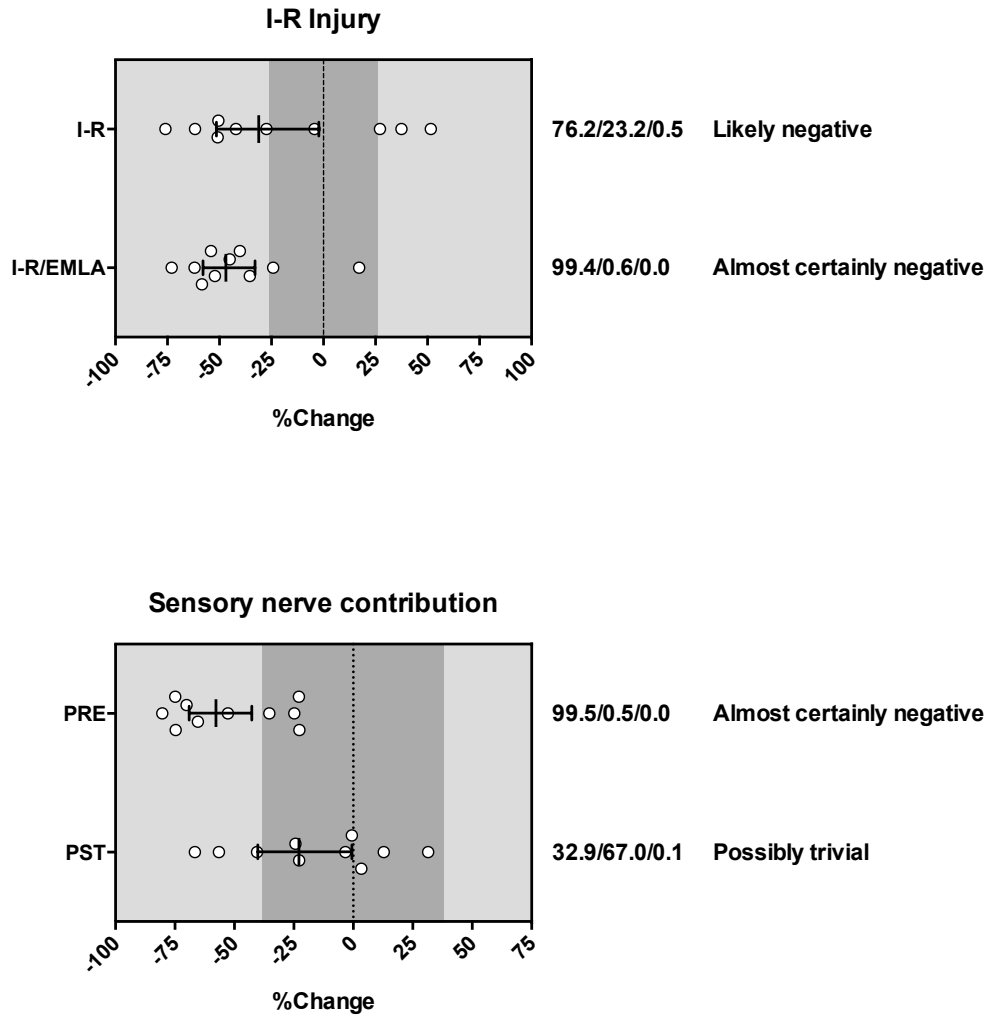 I-R Injury
I-R 76.2/23.2/0.5 Likely negative
I-R/EMLA 99.4/0.6/0.0 Almost certainly negative
-100 -75 -50 -25 0 25 50 75 100
%Change
Sensory nerve contribution
PRE 99.5/0.5/0.0 Almost certainly negative
PST 32.9/67.0/0.1 Possibly trivial
-100 -75 -50 -25 0 25 50 75
%Change